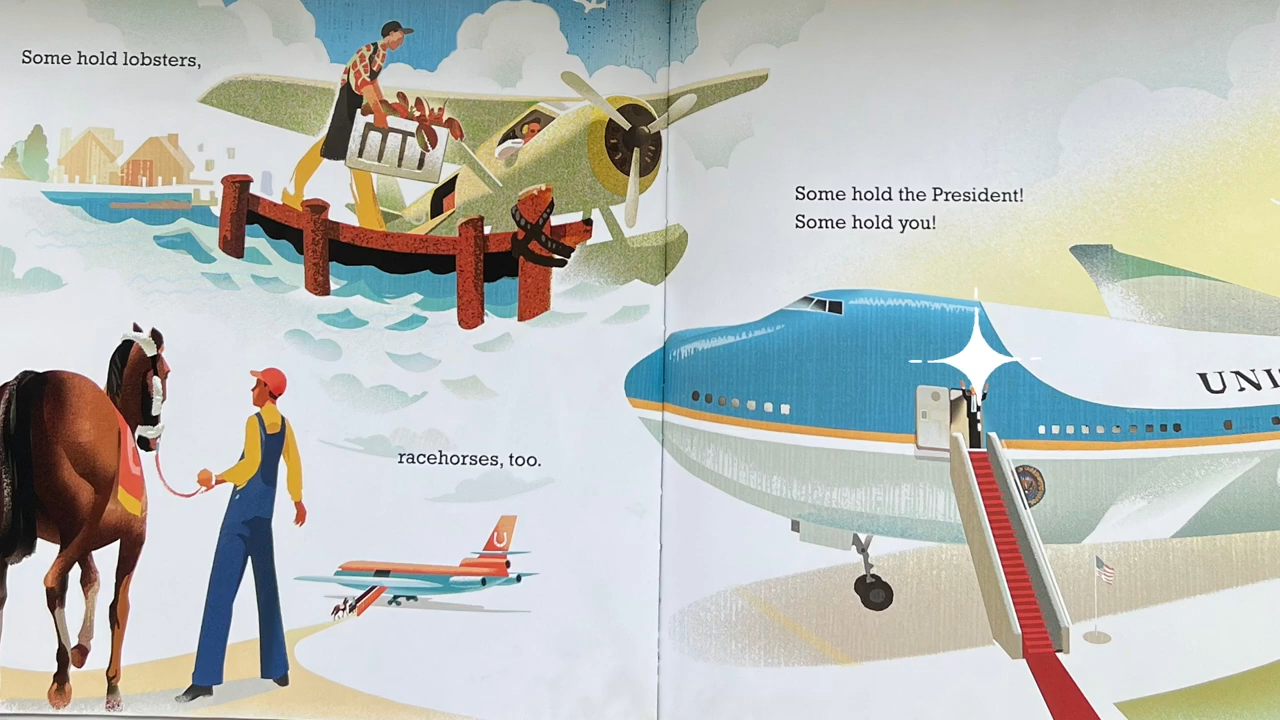 Some hold lobsters,
racehorses, too.
Some hold the President!
Some hold you!
UNI